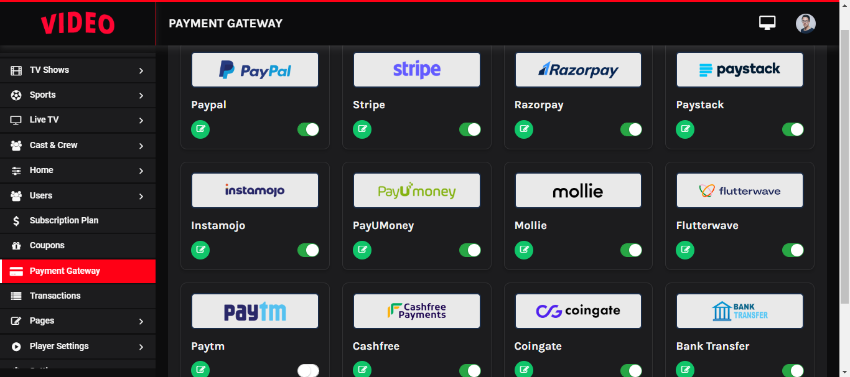 VIDEO
PAYMENT GATEWAY
TV Shows
Sports
Live TV
Cast & Crew
Home
Users
Subscription Plan
Coupons
Payment Gateway
Transactions
Pages
Player Settings
PayPal
stripe
Razorpay
paystack
Paypal
Stripe
Razorpay
Paystack
instamojo
PayUmoney
mollie
flutterwave
Instamojo
PayUMoney
Mollie
Flutterwave
paytm
Cashfree
Payments
coingate
BANK
TRANSFER
Paytm
Cashfree
Coingate
Bank Transfer